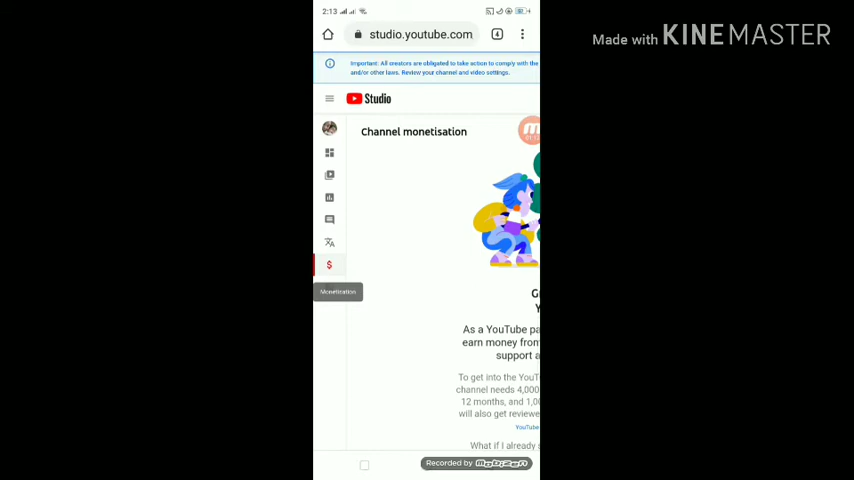 2:13
Made with KINEMASTER
studio.youtube.com
4
Important: All creators are obligated to take action to comply with the
and/or other laws. Review your channel and video settings.
Studio
Channel monetisation
$
Monetization
G
Y
As a YouTube pa
earn money from
support a
To get into the YouT
channel needs 4,000
12 months, and 1,0
will also get reviewe
YouTube
What if I already
Recorded by mobizen